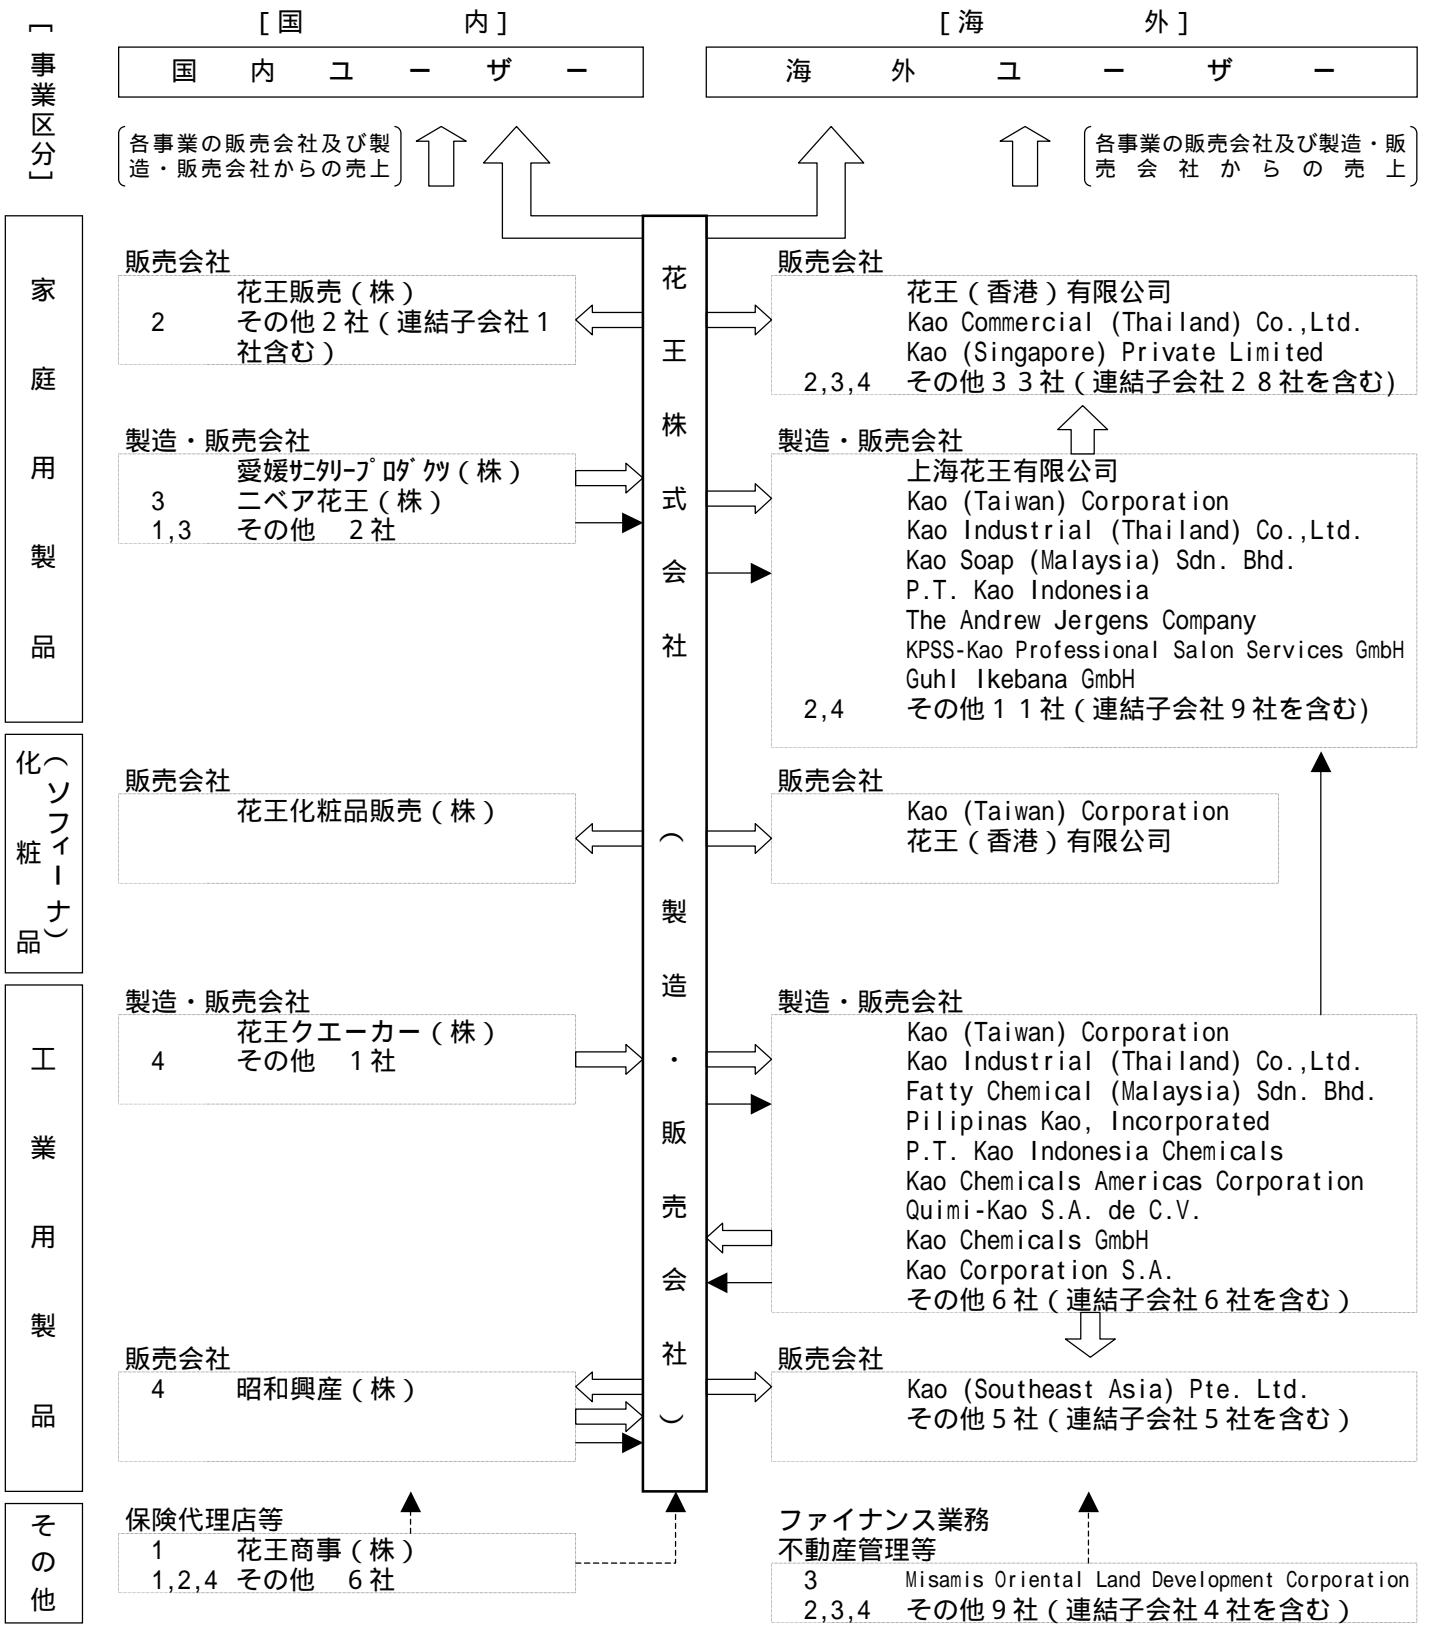 [事業区分]
[国内]
[海外]
国内ユーザー
海外ユーザー
各事業の販売会社及び製
造・販売会社からの売上
各事業の販売会社及び製造・販
売会社からの売上
家庭用製品
販売会社
花王販売（株）
2 その他２社（連結子会社１
社含む）
製造・販売会社
愛媛ｻﾆﾀﾘｰﾌﾟﾛﾀﾞｸﾂ（株）
3 ニベア花王（株）
1,3 その他 2社
花王株式会社（製造・販売会社）
販売会社
花王（香港）有限公司
Kao Commercial (Thailand) Co.,Ltd.
Kao (Singapore) Private Limited
2,3,4 その他３３社（連結子会社２８社を含む）
製造・販売会社
上海花王有限公司
Kao (Taiwan) Corporation
Kao Industrial (Thailand) Co.,Ltd.
Kao Soap (Malaysia) Sdn. Bhd.
P.T. Kao Indonesia
The Andrew Jergens Company
KPSS-Kao Professional Salon Services GmbH
Guhl Ikebana GmbH
2,4 その他１１社（連結子会社９社を含む）
化粧品
（ソフィーナ）
販売会社
花王化粧品販売（株）
販売会社
Kao (Taiwan) Corporation
花王（香港）有限公司
工業用製品
製造・販売会社
花王クエーカー（株）
4 その他 1社
製造・販売会社
Kao (Taiwan) Corporation
Kao Industrial (Thailand) Co.,Ltd.
Fatty Chemical (Malaysia) Sdn. Bhd.
Pilipinas Kao, Incorporated
P.T. Kao Indonesia Chemicals
Kao Chemicals Americas Corporation
Quimi-Kao S.A. de C.V.
Kao Chemicals GmbH
Kao Corporation S.A.
その他６社（連結子会社６社を含む）
販売会社
4 昭和興産（株）
販売会社
Kao (Southeast Asia) Pte. Ltd.
その他５社（連結子会社５社を含む）
その他
保険代理店等
1 花王商事（株）
1,2,4 その他 6社
ファイナンス業務
不動産管理等
3 Misamis Oriental Land Development Corporation
2,3,4 その他９社（連結子会社４社を含む）